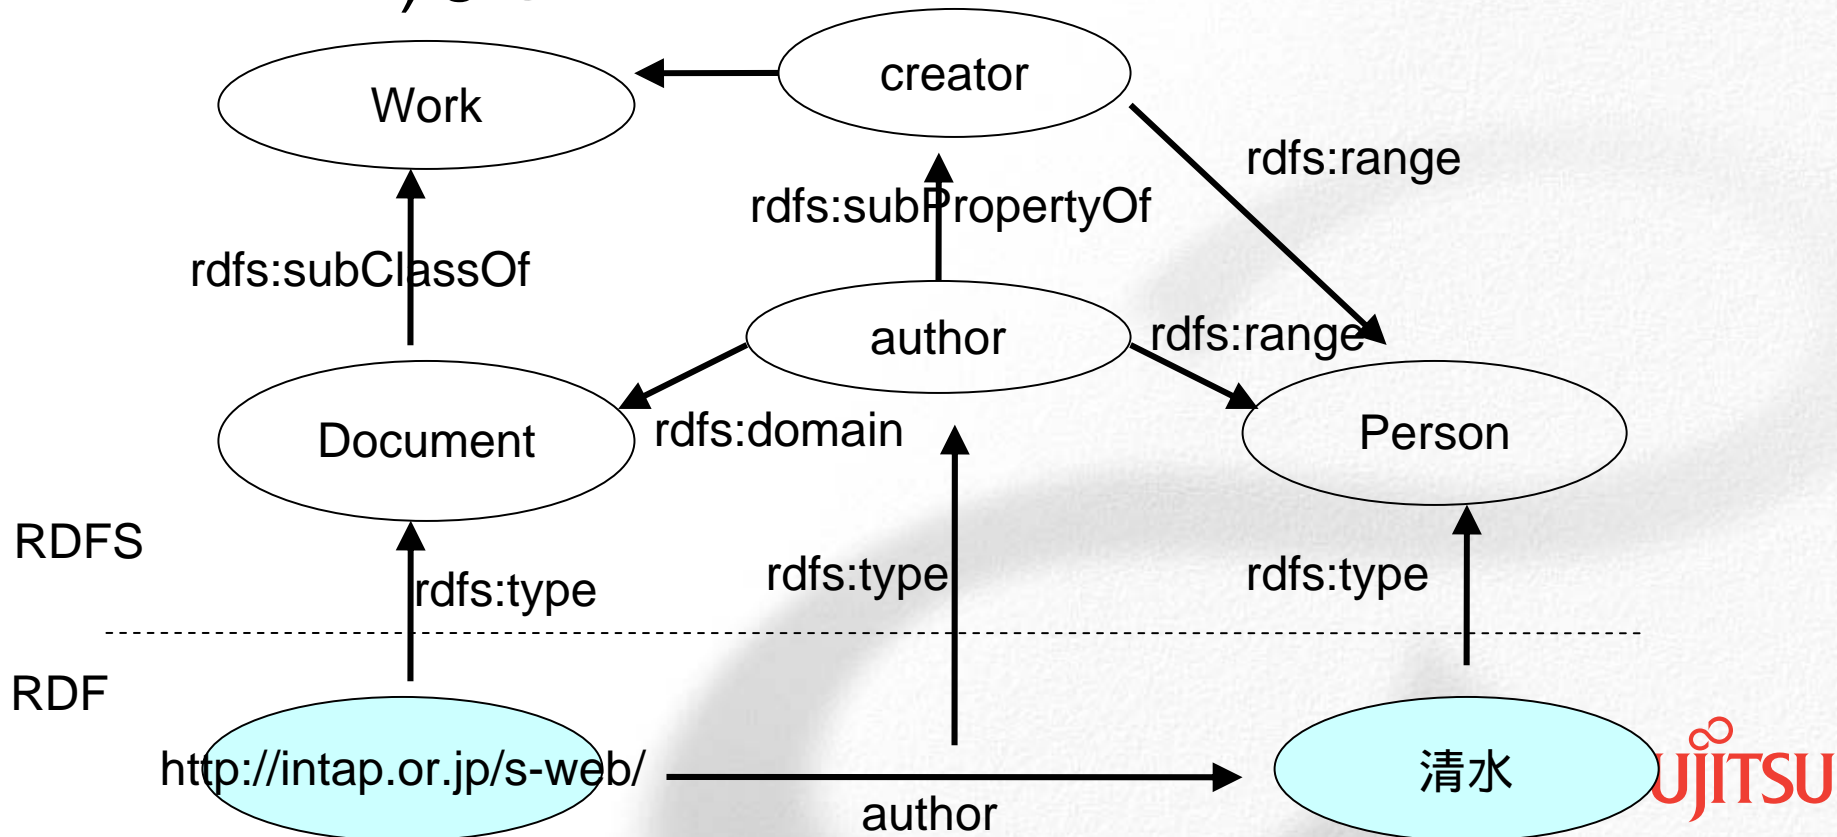 creator
Work
rdfs:range
rdfs:subPropertyOf
rdfs:subClassOf
author
rdfs:range
Document
rdfs:domain
Person
RDFS
rdfs:type
rdfs:type
rdfs:type
RDF
http://intap.or.jp/s-web/
author
清水
UJITSU